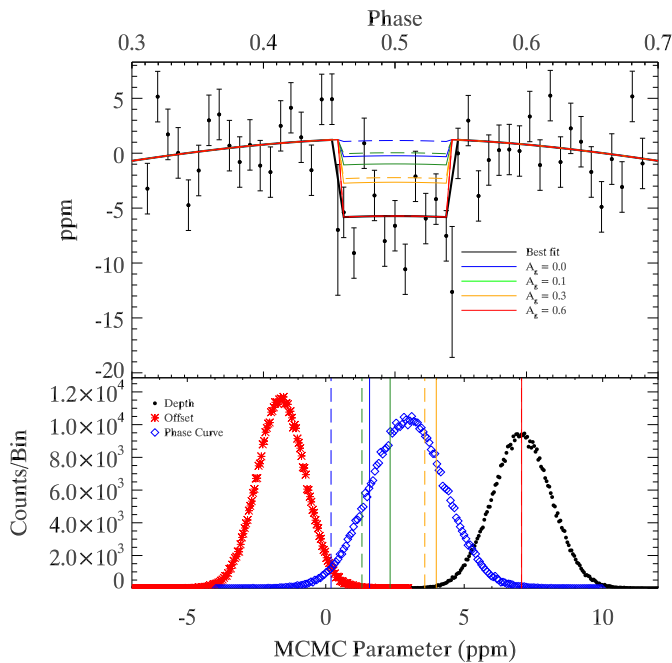 Phase
0.3 0.4 0.5 0.6 0.7
5
0
-5
-10
-15
-20
ppm
Best fit
A_g = 0.0
A_g = 0.1
A_g = 0.3
A_g = 0.6
1.2×10^4
1.0×10^4
8.0×10^3
6.0×10^3
4.0×10^3
2.0×10^3
0
Counts/Bin
Depth
Offset
Phase Curve
-5 0 5 10
MCMC Parameter (ppm)